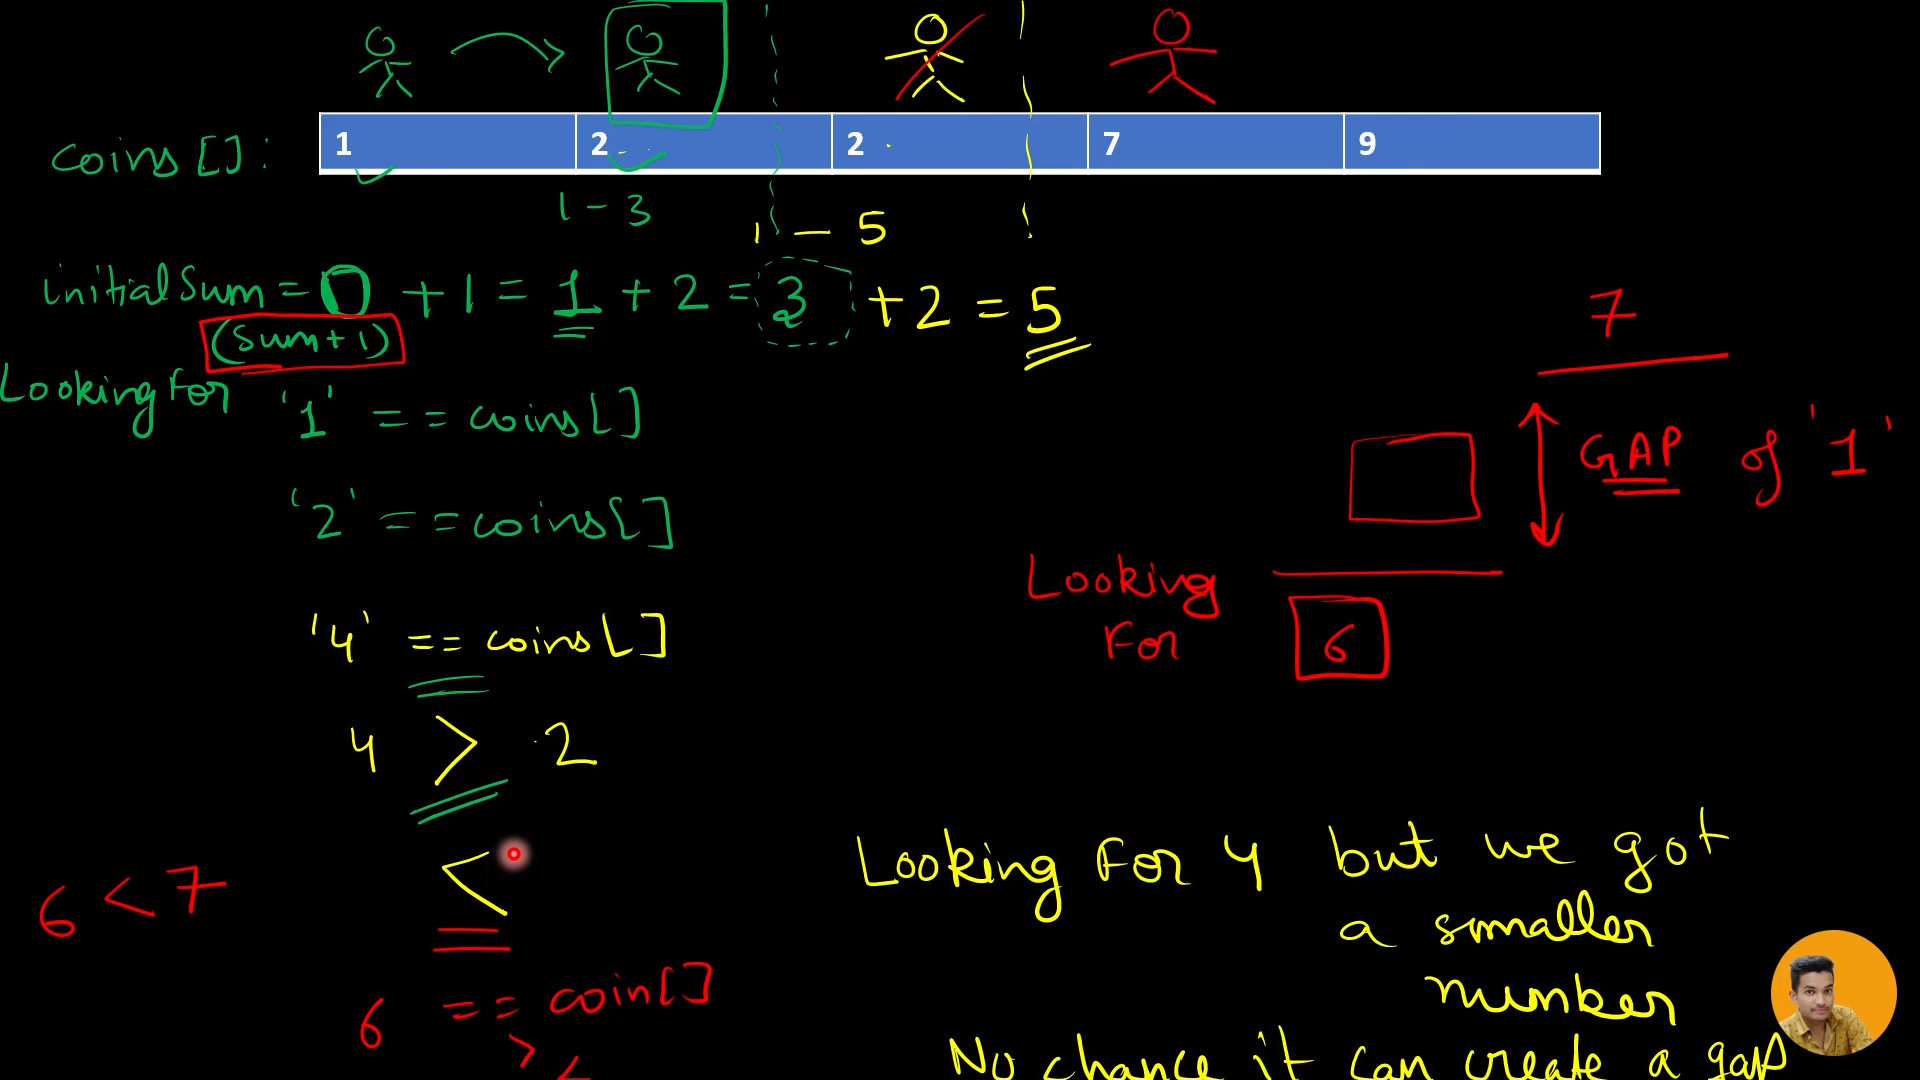 coins[]: 1 2 2 7 9
1 - 3
1 - 5
initialSum = 0 + 1 = 1 + 2 = 3 + 2 = 5
(Sum+1)
Looking For '1' == coins[]
'2' == coins[]
'4' == coins[]
4 > 2
<
6 < 7
6 == coin[]
> <
7
GAP of '1'
Looking
For 6
Looking For 4 but we got
a smaller
number
No chance it can create a gap